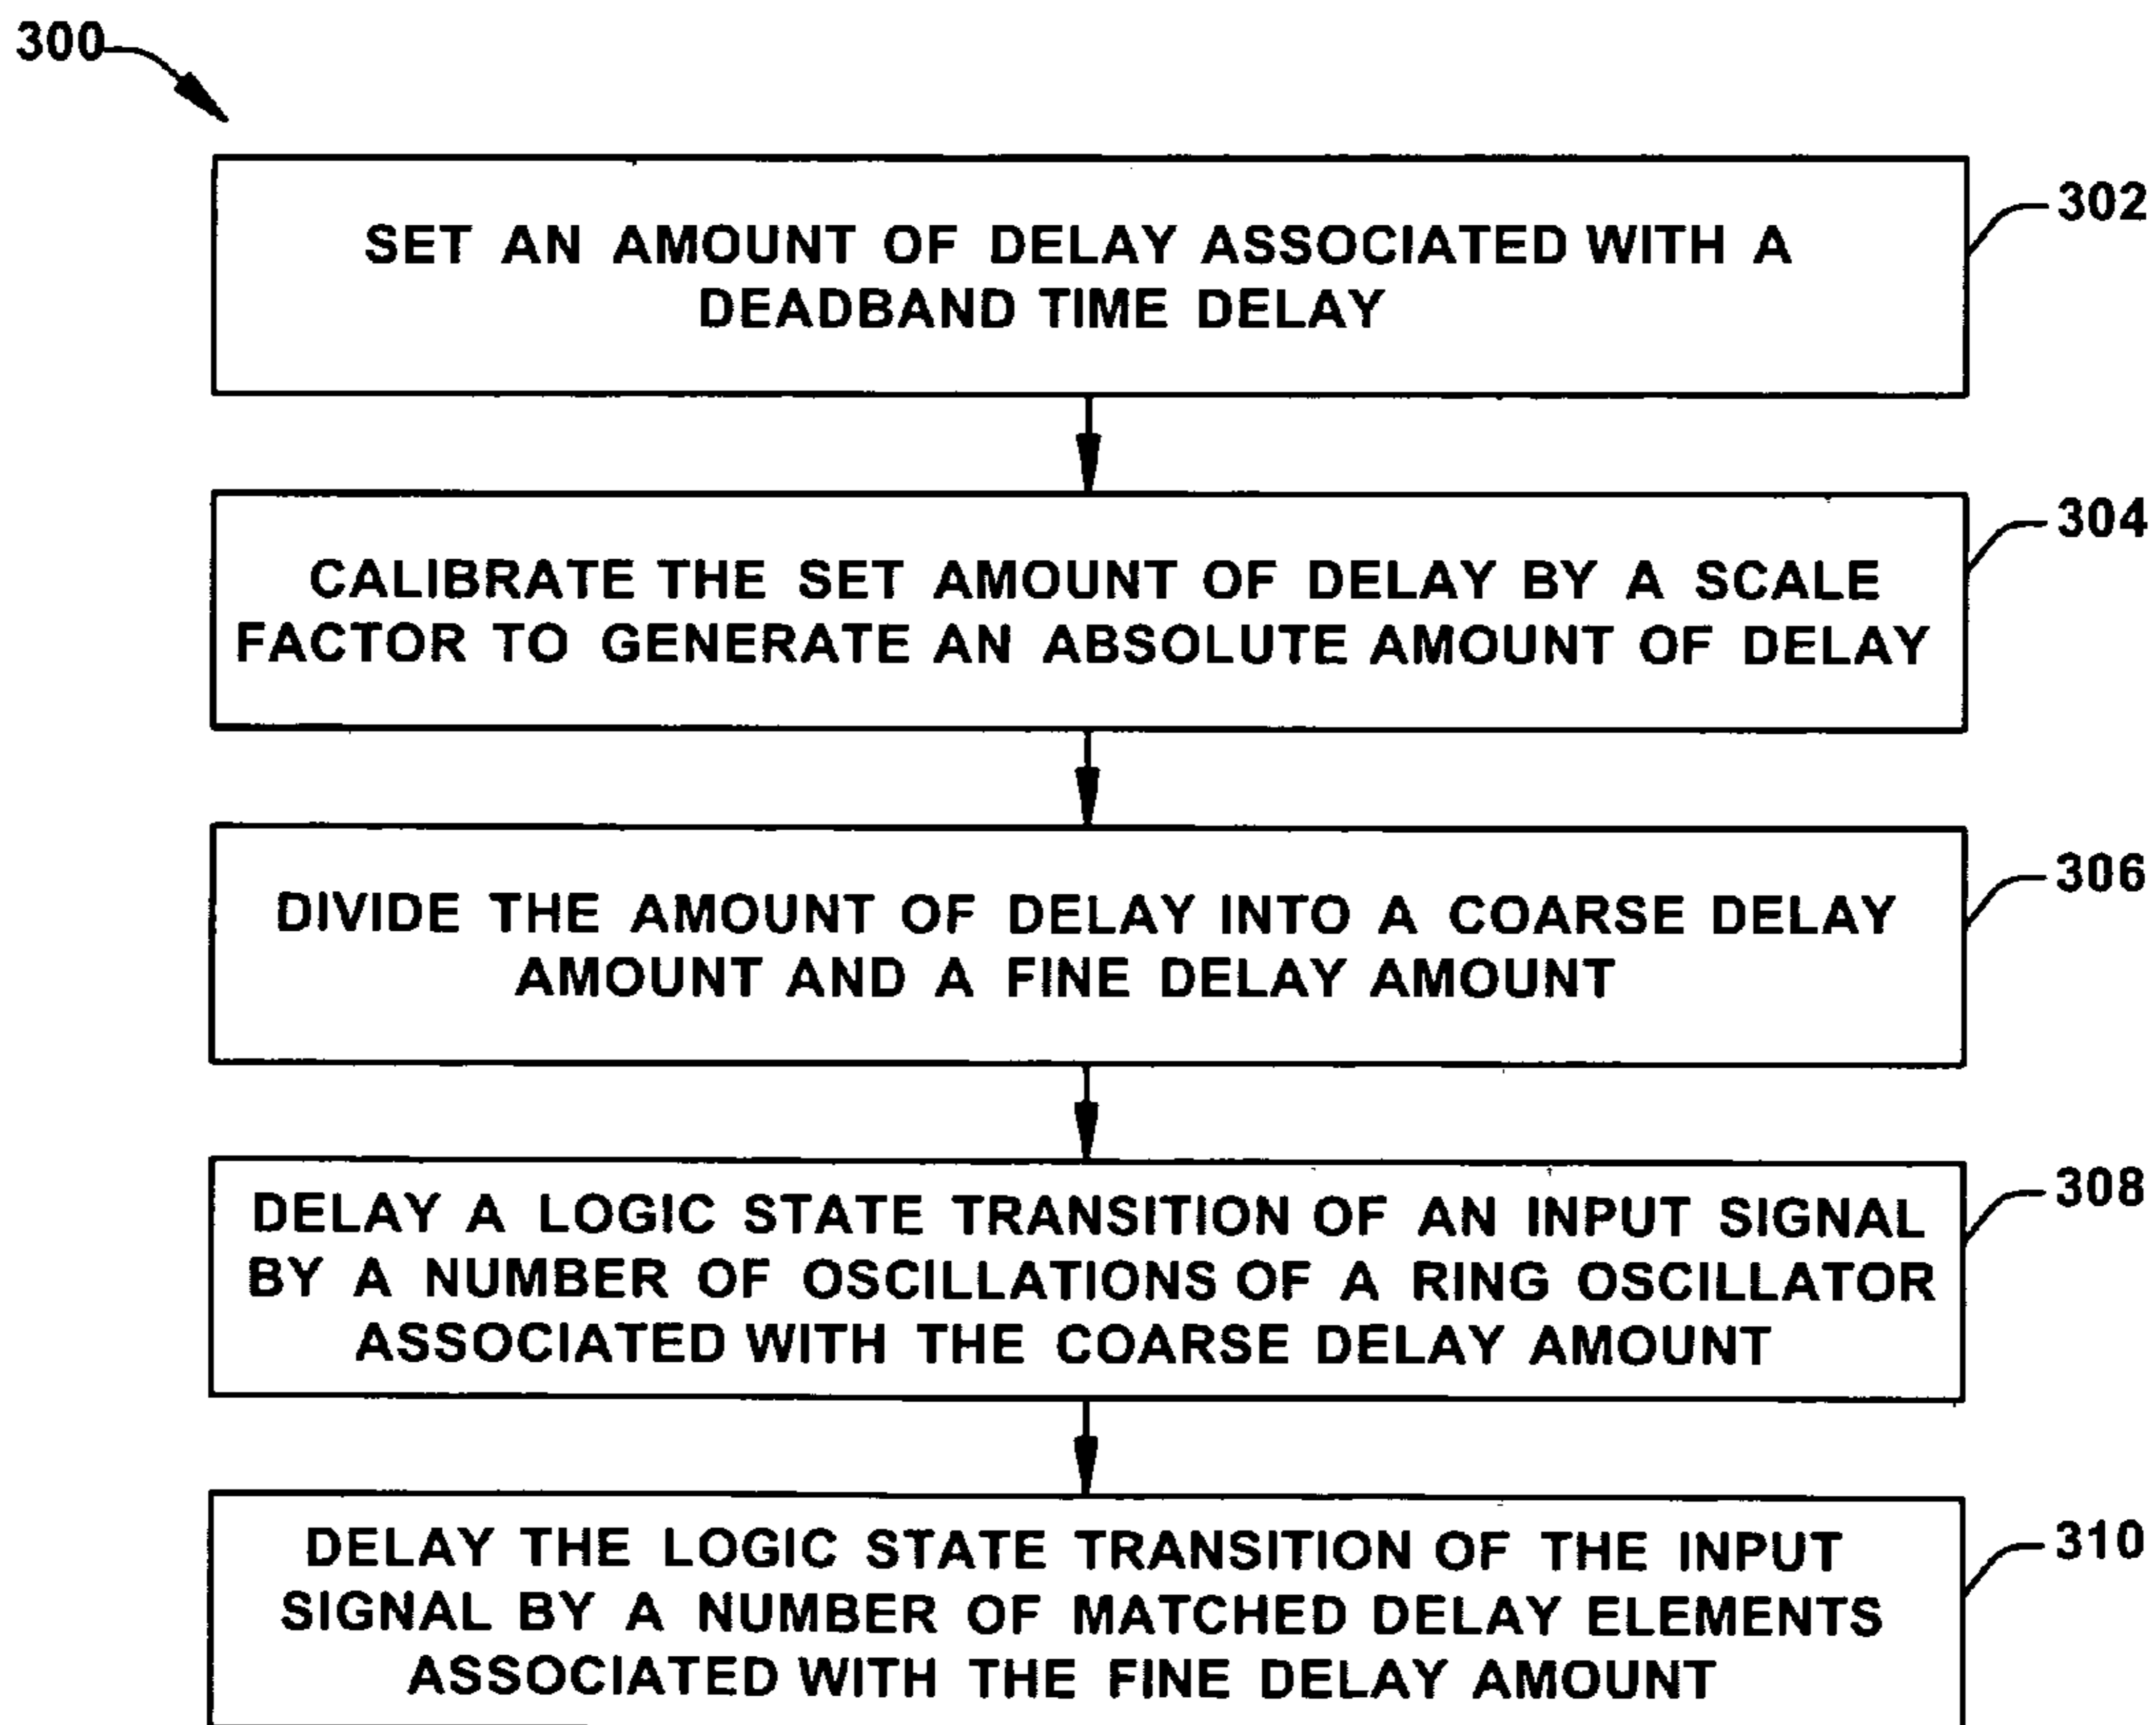 300
302
SET AN AMOUNT OF DELAY ASSOCIATED WITH A
DEADBAND TIME DELAY
304
CALIBRATE THE SET AMOUNT OF DELAY BY A SCALE
FACTOR TO GENERATE AN ABSOLUTE AMOUNT OF DELAY
306
DIVIDE THE AMOUNT OF DELAY INTO A COARSE DELAY
AMOUNT AND A FINE DELAY AMOUNT
308
DELAY A LOGIC STATE TRANSITION OF AN INPUT SIGNAL
BY A NUMBER OF OSCILLATIONS OF A RING OSCILLATOR
ASSOCIATED WITH THE COARSE DELAY AMOUNT
310
DELAY THE LOGIC STATE TRANSITION OF THE INPUT
SIGNAL BY A NUMBER OF MATCHED DELAY ELEMENTS
ASSOCIATED WITH THE FINE DELAY AMOUNT